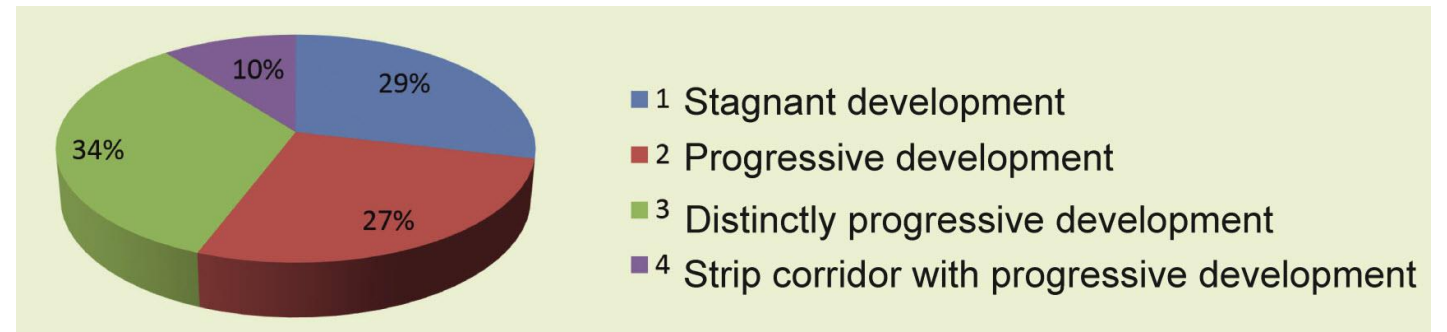 10%
29%
34%
27%
1 Stagnant development
2 Progressive development
3 Distinctly progressive development
4 Strip corridor with progressive development